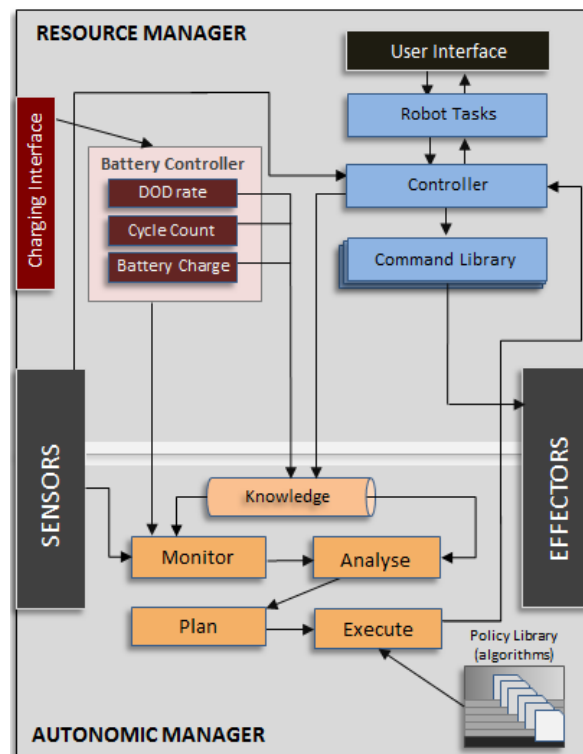 RESOURCE MANAGER
User Interface
Robot Tasks
Charging Interface
Battery Controller
DOD rate
Cycle Count
Battery Charge
Controller
Command Library
SENSORS
EFFECTORS
Knowledge
Monitor
Analyse
Plan
Execute
Policy Library
(algorithms)
AUTONOMIC MANAGER